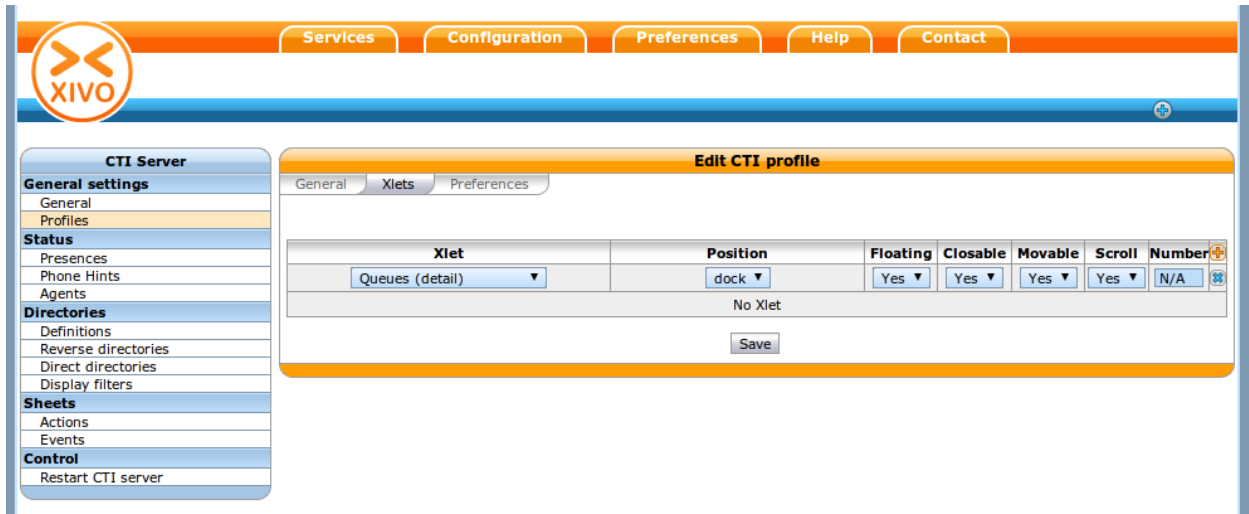 Services Configuration Preferences Help Contact
XIVO
CTI Server
General settings
General
Profiles
Status
Presences
Phone Hints
Agents
Directories
Definitions
Reverse directories
Direct directories
Display filters
Sheets
Actions
Events
Control
Restart CTI server
Edit CTI profile
General Xlets Preferences
Xlet Position Floating Closable Movable Scroll Number
Queues (detail) dock Yes Yes Yes Yes N/A
No Xlet
Save